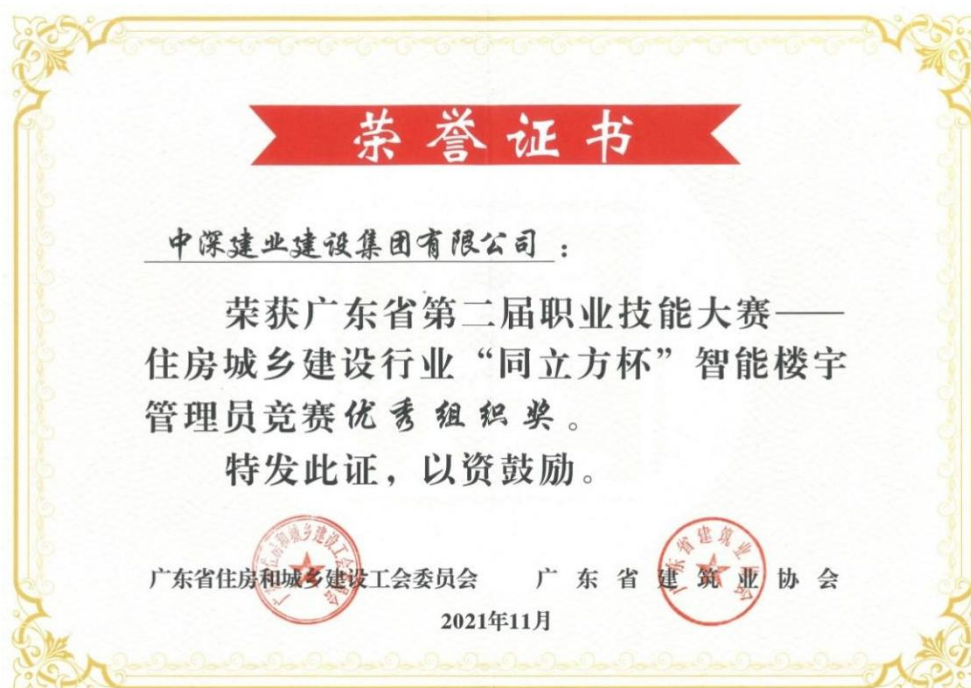 荣誉证书
中深建业建设集团有限公司：
荣获广东省第二届职业技能大赛——
住房城乡建设行业“同立方杯”智能楼宇
管理员竞赛优秀组织奖。
特发此证，以资鼓励。
广东省住房和城乡建设工会委员会 广东省建筑业协会
2021年11月